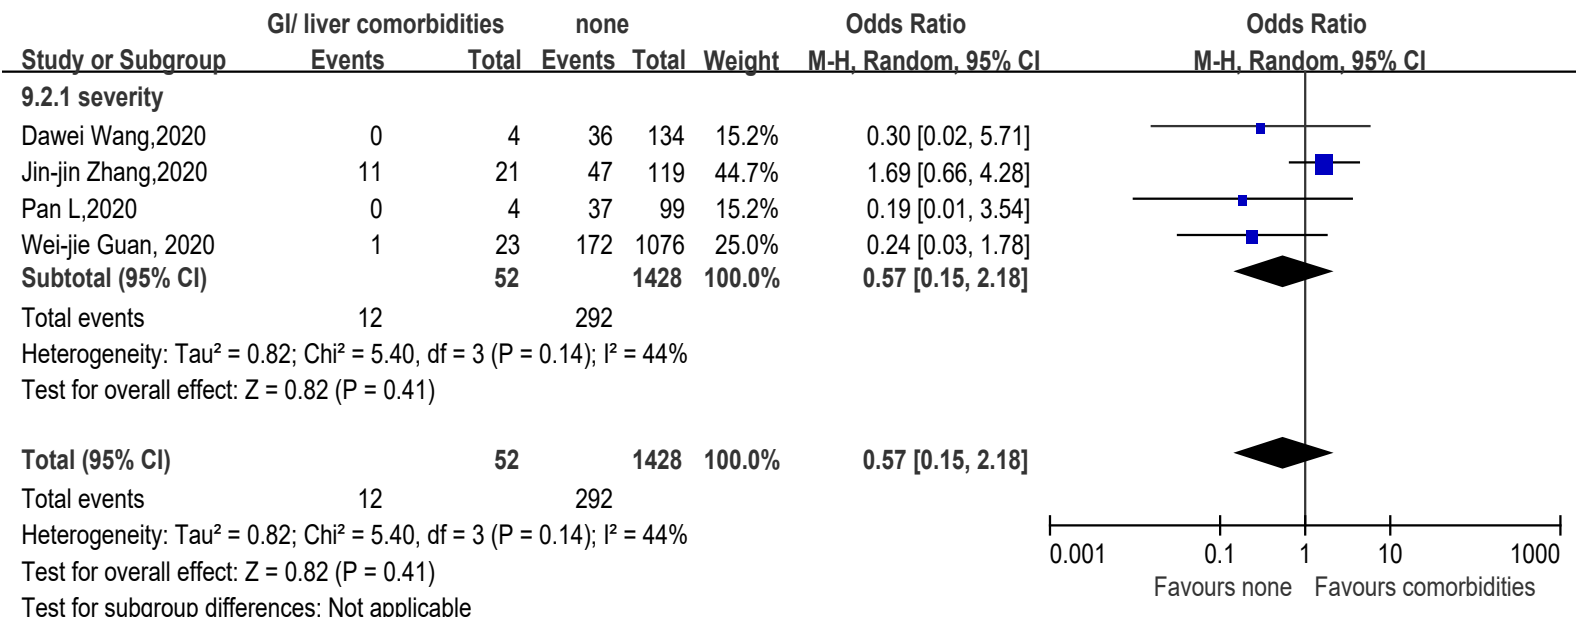 GI/ liver comorbidities none Odds Ratio Odds Ratio
Study or Subgroup Events Total Events Total Weight M-H, Random, 95% CI M-H, Random, 95% CI
9.2.1 severity
Dawei Wang,2020 0 4 36 134 15.2% 0.30 [0.02, 5.71]
Jin-jin Zhang,2020 11 21 47 119 44.7% 1.69 [0.66, 4.28]
Pan L,2020 0 4 37 99 15.2% 0.19 [0.01, 3.54]
Wei-jie Guan, 2020 1 23 172 1076 25.0% 0.24 [0.03, 1.78]
Subtotal (95% CI) 52 1428 100.0% 0.57 [0.15, 2.18]
Total events 12 292
Heterogeneity: Tau² = 0.82; Chi² = 5.40, df = 3 (P = 0.14); I² = 44%
Test for overall effect: Z = 0.82 (P = 0.41)
Total (95% CI) 52 1428 100.0% 0.57 [0.15, 2.18]
Total events 12 292
Heterogeneity: Tau² = 0.82; Chi² = 5.40, df = 3 (P = 0.14); I² = 44%
0.001 0.1 1 10 1000
Test for overall effect: Z = 0.82 (P = 0.41)
Favours none Favours comorbidities
Test for subgroup differences: Not applicable